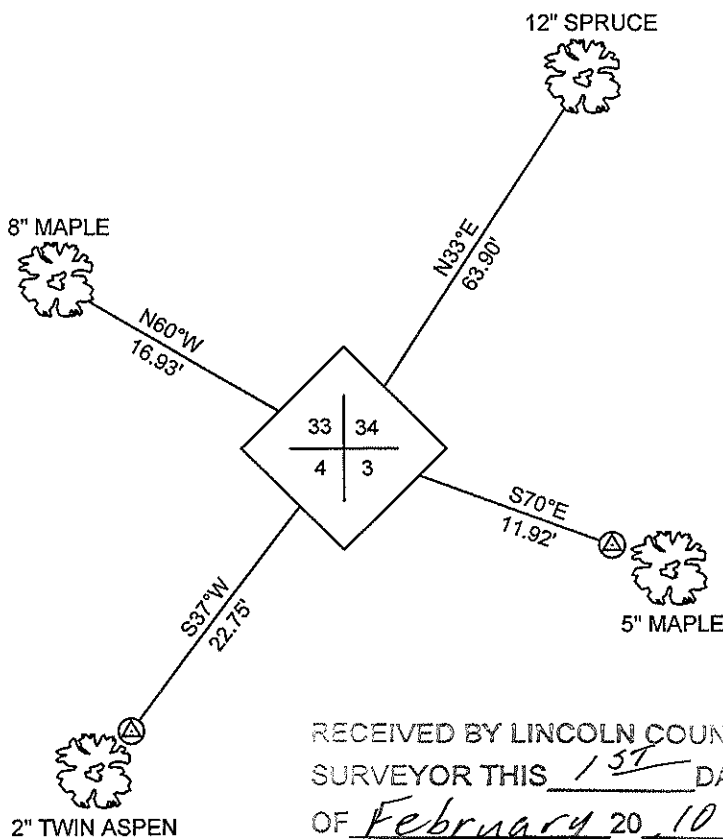 12" SPRUCE
8" MAPLE
N33°E
63.90'
N60°W
16.93'
33 34
4 3
S70°E
11.92'
S37°W
22.75'
5" MAPLE
2" TWIN ASPEN
RECEIVED BY LINCOLN COUN
SURVEYOR THIS 1ST DA
OF February 20 10